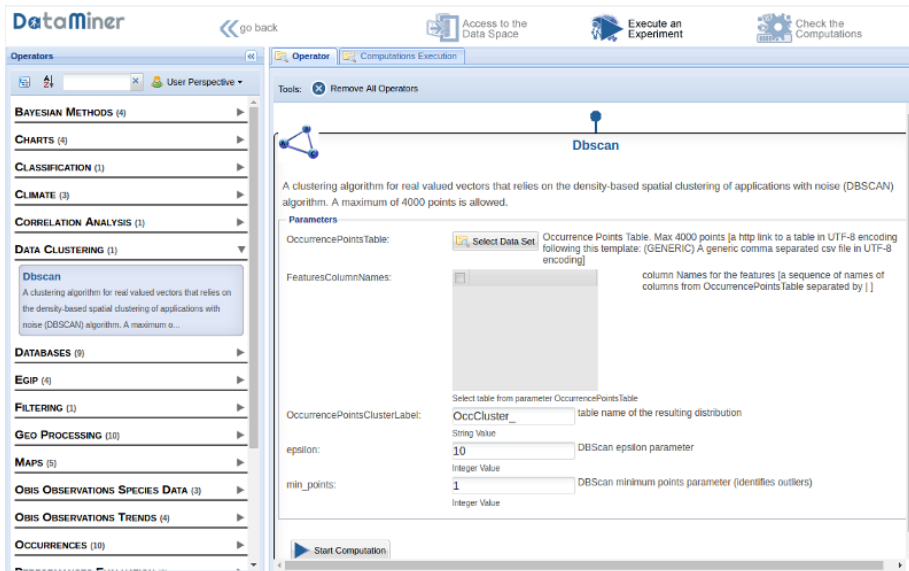 DataMiner
go back
Access to the
Data Space
Execute an
Experiment
Check the
Computations
Operators
User Perspective
BAYESIAN METHODS (4)
CHARTS (4)
CLASSIFICATION (1)
CLIMATE (3)
CORRELATION ANALYSIS (1)
DATA CLUSTERING (1)
Dbscan
A clustering algorithm for real valued vectors that relies on
the density-based spatial clustering of applications with
noise (DBSCAN) algorithm. A maximum o...
DATABASES (9)
EGIP (4)
FILTERING (1)
GEO PROCESSING (10)
MAPS (5)
OBIS OBSERVATIONS SPECIES DATA (3)
OBIS OBSERVATIONS TRENDS (4)
OCCURRENCES (10)
Operator
Computations Execution
Tools:
Remove All Operators
Dbscan
A clustering algorithm for real valued vectors that relies on the density-based spatial clustering of applications with noise (DBSCAN)
algorithm. A maximum of 4000 points is allowed.
Parameters
OccurrencePointsTable:
Select Data Set
Occurrence Points Table. Max 4000 points [a http link to a table in UTF-8 encoding
following this template: (GENERIC) A generic comma separated csv file in UTF-8
encoding]
FeaturesColumnNames:
column Names for the features [a sequence of names of
columns from OccurrencePointsTable separated by | ]
Select table from parameter OccurrencePointsTable
OccurrencePointsClusterLabel:
OccCluster_
table name of the resulting distribution
String Value
epsilon:
10
DBScan epsilon parameter
Integer Value
min_points:
1
DBScan minimum points parameter (identifies outliers)
Integer Value
Start Computation